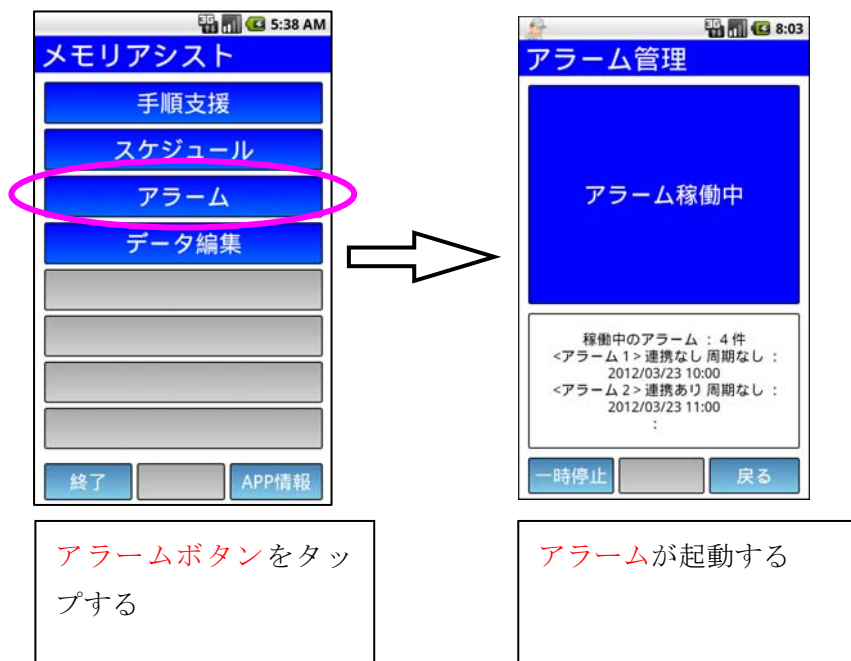 5:38 AM
メモリアシスト
手順支援
スケジュール
アラーム
データ編集
終了
APP情報
アラームボタンをタッ
プする
3G
8:03
アラーム管理
アラーム稼働中
稼働中のアラーム : 4 件
<アラーム 1> 連携なし 周期なし :
2012/03/23 10:00
<アラーム 2> 連携あり 周期なし :
2012/03/23 11:00
:
一時停止
戻る
アラームが起動する